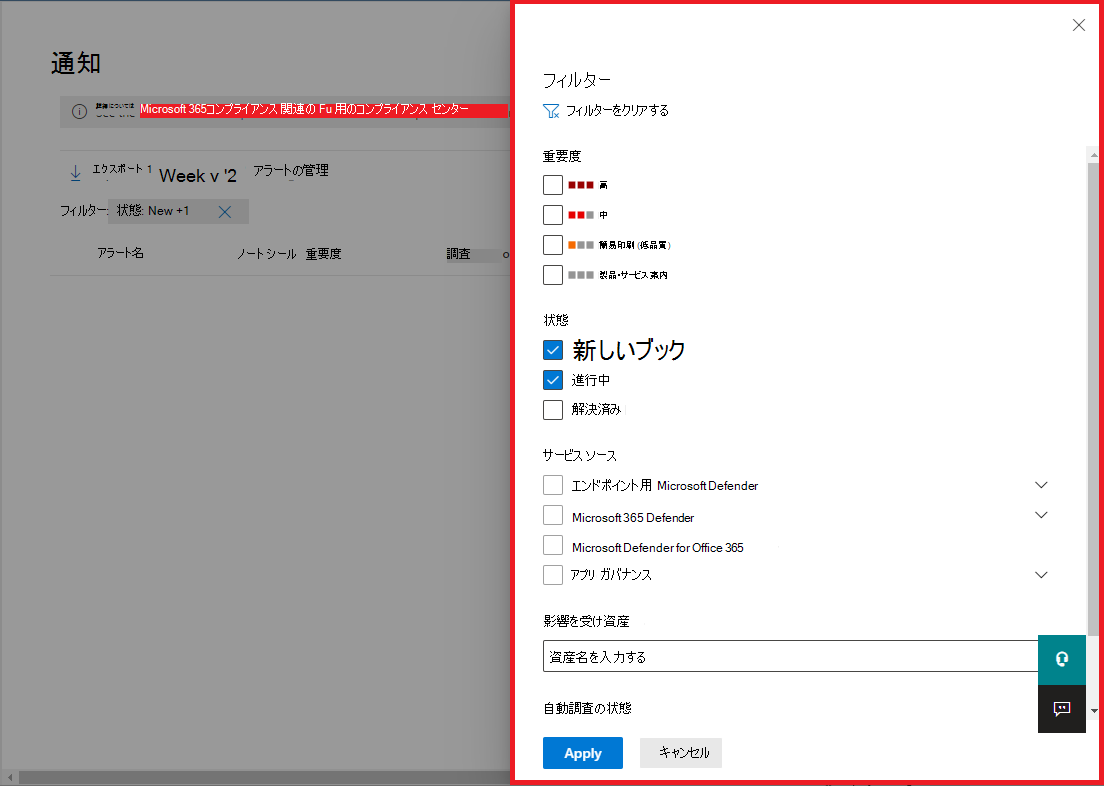 通知
Microsoft 365コンプライアンス 関連の Fu 用のコンプライアンス センター
エクスポート 1 Week v '2 アラートの管理
フィルター: 状態: New +1
アラート名 ノートシール 重要度 調査
フィルター
フィルターをクリアする
重要度
高
中
簡易印刷 (低品質)
製品・サービス案内
状態
新しいブック
進行中
解決済み
サービス ソース
エンドポイント用 Microsoft Defender
Microsoft 365 Defender
Microsoft Defender for Office 365
アプリ ガバナンス
影響を受け資産
資産名を入力する
自動調査の状態
Apply キャンセル